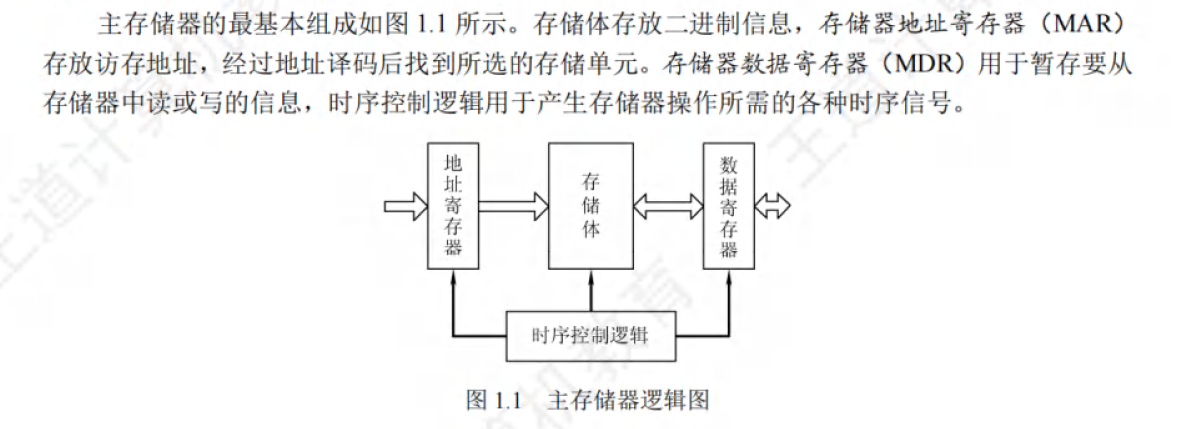 主存储器的最基本组成如图 1.1 所示。存储体存放二进制信息，存储器地址寄存器（MAR）
存放访存地址，经过地址译码后找到所选的存储单元。存储器数据寄存器（MDR）用于暂存要从
存储器中读或写的信息，时序控制逻辑用于产生存储器操作所需的各种时序信号。
地址寄存器
存储体
数据寄存器
时序控制逻辑
图 1.1 主存储器逻辑图